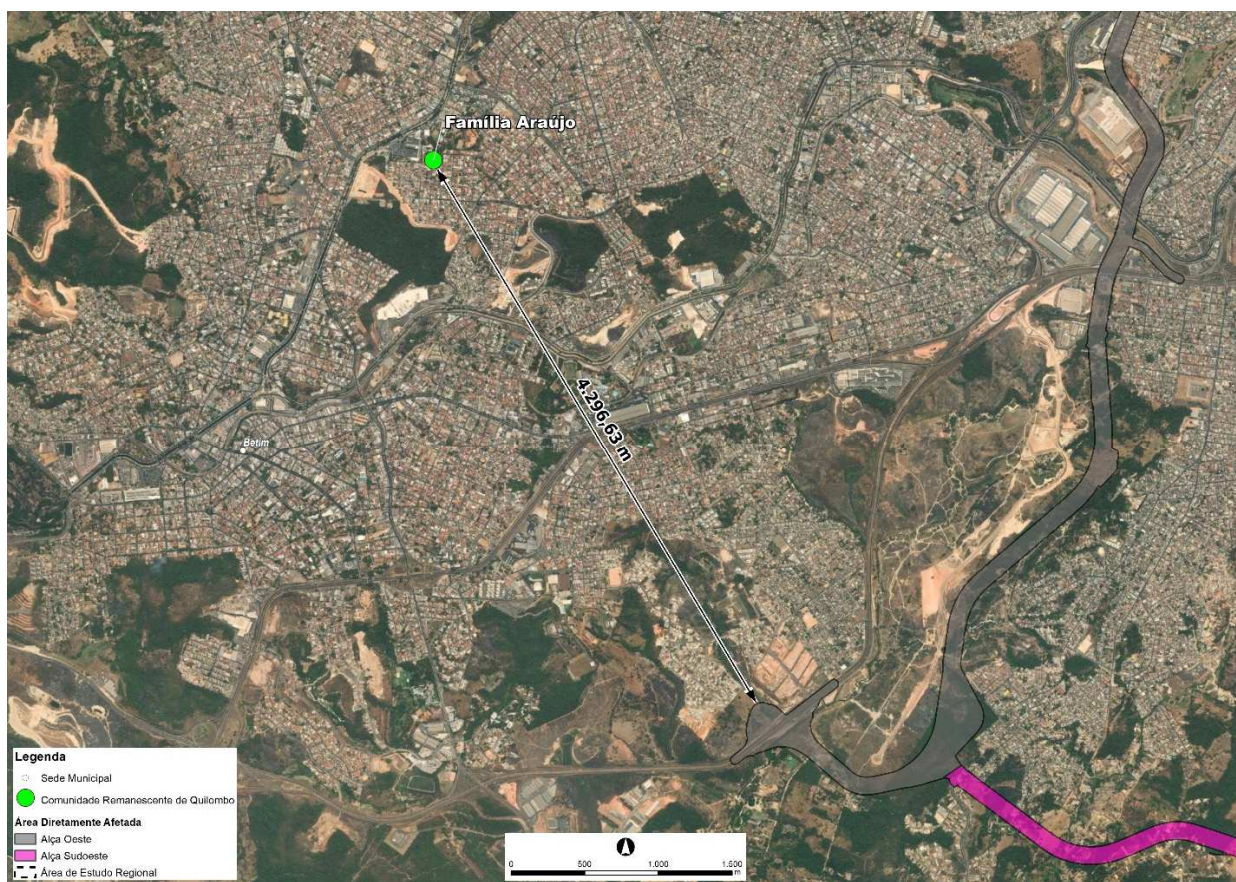 Família Araújo
4.296,63 m
Betim
Legenda
Sede Municipal
Comunidade Remanescente de Quilombo
Área Diretamente Afetada
Alça Oeste
Alça Sudoeste
Área de Estudo Regional
0 500 1.000 1.500
m